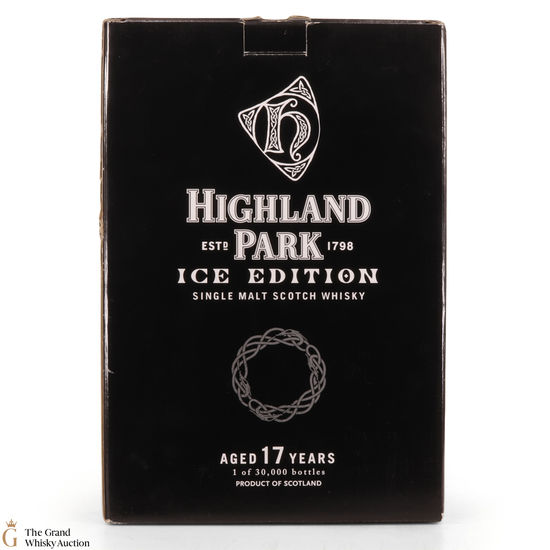 H
HIGHLAND
ESTD PARK 1798
ICE EDITION
SINGLE MALT SCOTCH WHISKY
AGED 17 YEARS
1 of 30,000 bottles
PRODUCT OF SCOTLAND
G
The Grand
Whisky Auction